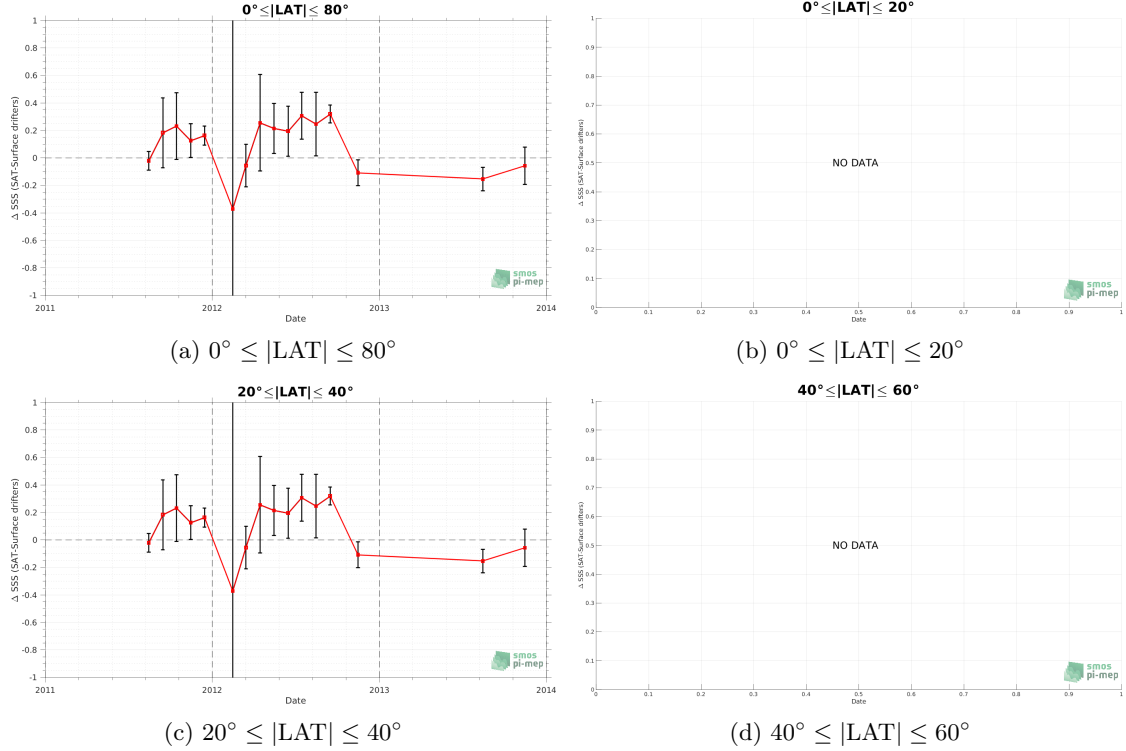 0°≤|LAT|≤ 80°
1
0.8
0.6
0.4
0.2
0
-0.2
-0.4
-0.6
-0.8
-1
Δ SSS (SAT-Surface drifters)
2011
2012
2013
2014
Date
smos
pi-mep
(a) 0° ≤ |LAT| ≤ 80°
0°≤|LAT|≤ 20°
1
0.9
0.8
0.7
0.6
0.5
0.4
0.3
0.2
0.1
0
Δ SSS (SAT-Surface drifters)
NO DATA
0
0.1
0.2
0.3
0.4
0.5
0.6
0.7
0.8
0.9
1
Date
smos
pi-mep
(b) 0° ≤ |LAT| ≤ 20°
20°≤|LAT|≤ 40°
1
0.8
0.6
0.4
0.2
0
-0.2
-0.4
-0.6
-0.8
-1
Δ SSS (SAT-Surface drifters)
2011
2012
2013
2014
Date
smos
pi-mep
(c) 20° ≤ |LAT| ≤ 40°
40°≤|LAT|≤ 60°
1
0.9
0.8
0.7
0.6
0.5
0.4
0.3
0.2
0.1
0
Δ SSS (SAT-Surface drifters)
NO DATA
0
0.1
0.2
0.3
0.4
0.5
0.6
0.7
0.8
0.9
1
Date
smos
pi-mep
(d) 40° ≤ |LAT| ≤ 60°